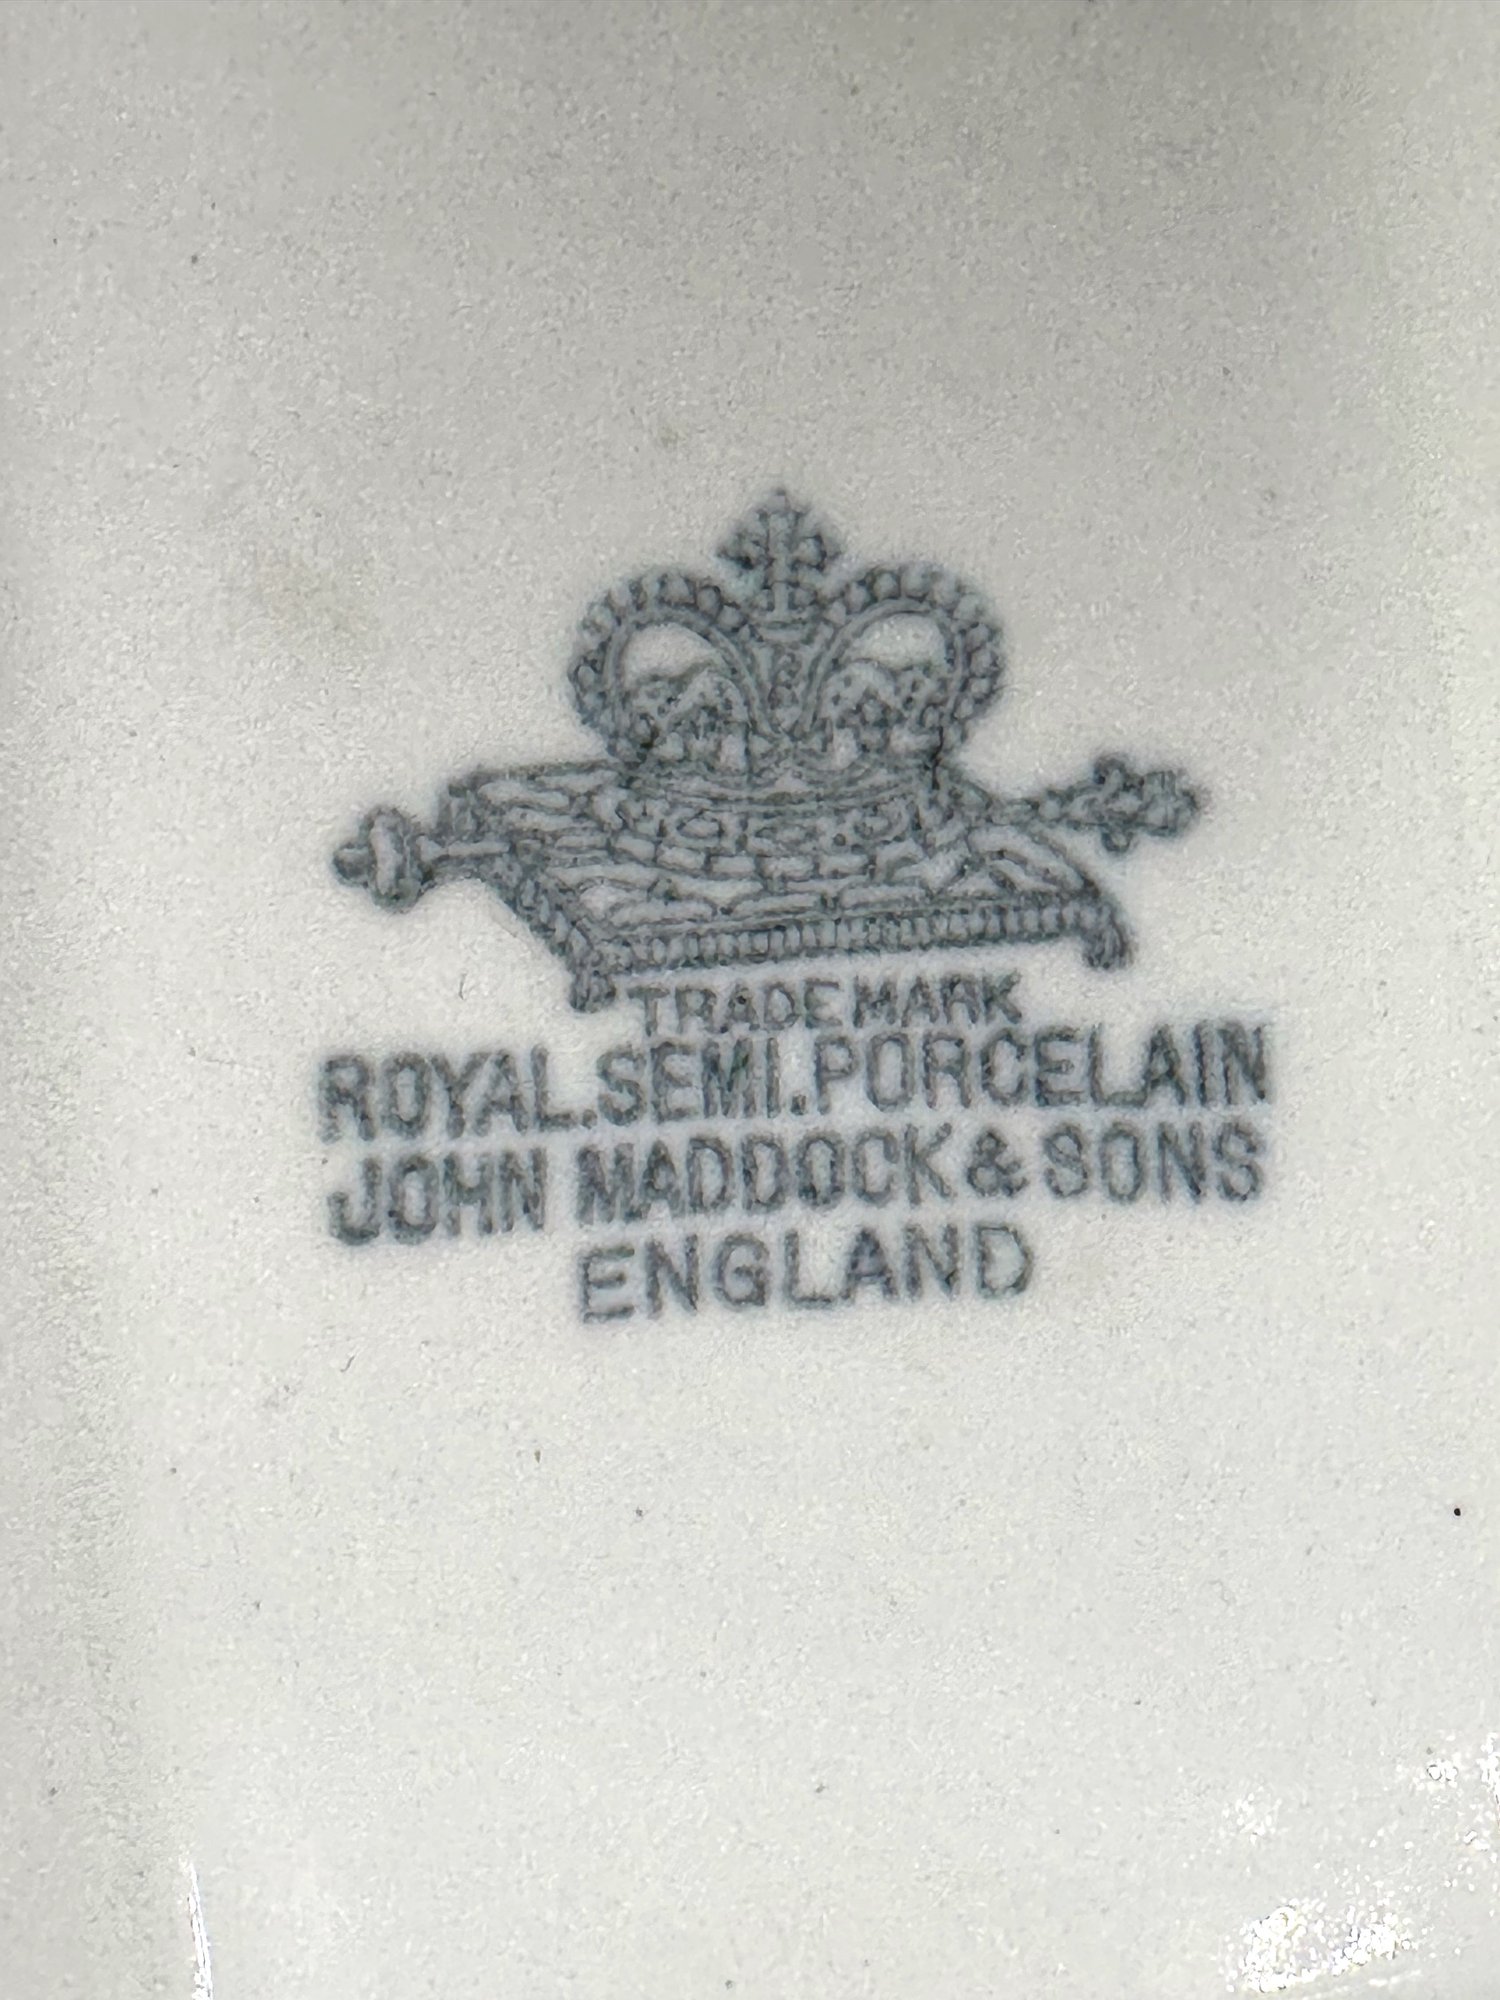 TRADE MARK
ROYAL.SEMI.PORCELAIN
JOHN MADDOCK & SONS
ENGLAND